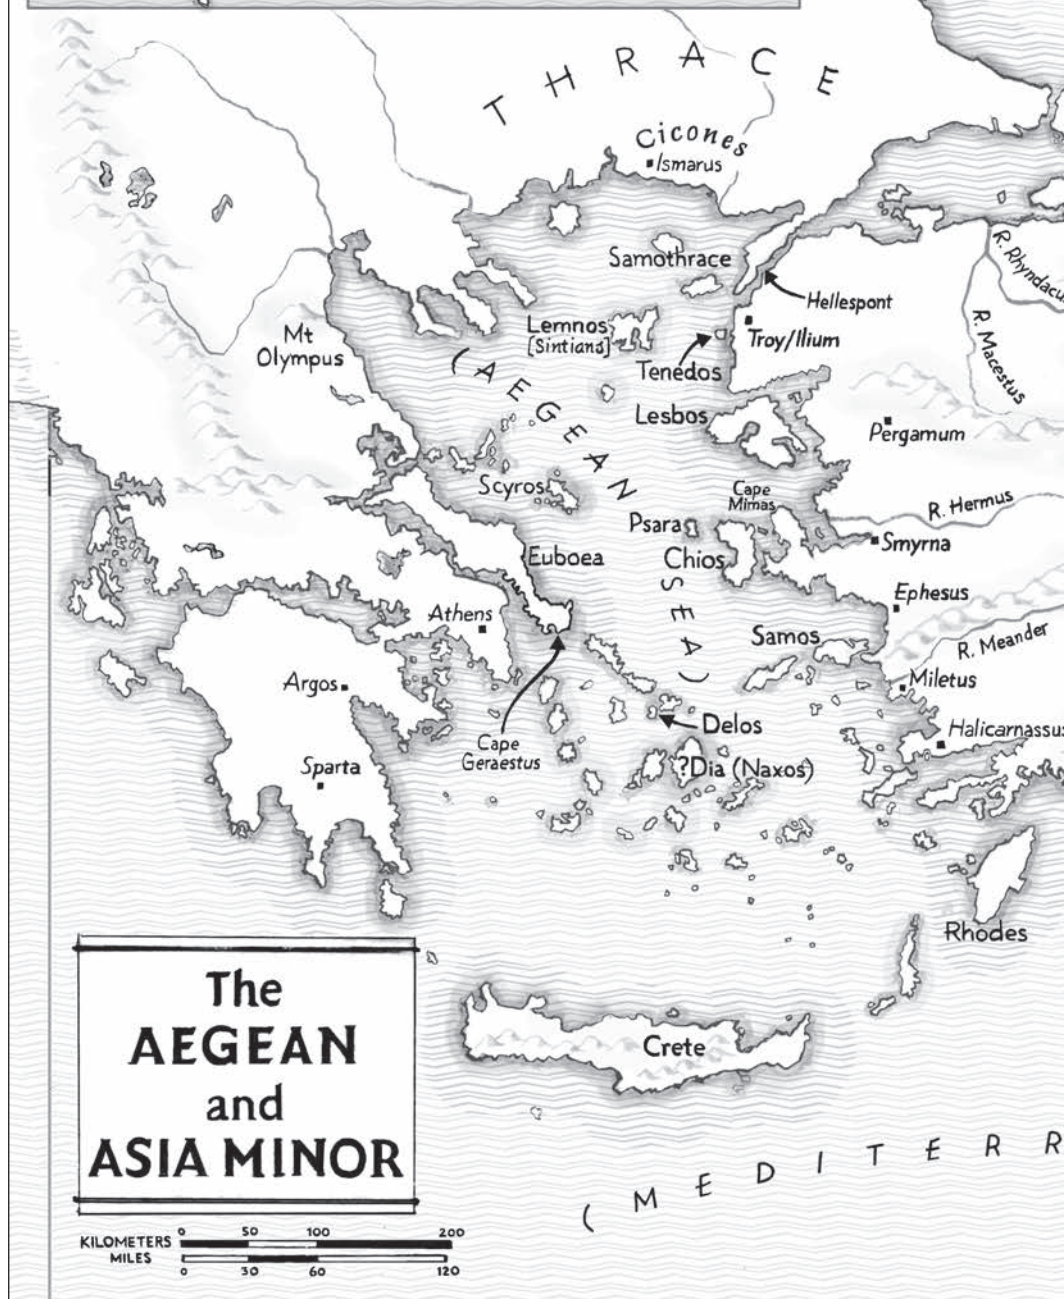 THRACE
Cicones
Ismarus
Samothrace
Hellespont
R. Rhyndacu
R. Macestus
Mt
Olympus
Lemnos
[Sintians]
Troy/Ilium
Tenedos
(AEGEAN
SEA)
Lesbos
Pergamum
Scyros
Cape
Mimas
R. Hermus
Psara
Smyrna
Euboea
Chios
Ephesus
Athens
Samos
R. Meander
Argos
Miletus
Delos
Halicarnassus
Cape
Geraestus
Sparta
?Dia (Naxos)
Rhodes
Crete
The
AEGEAN
and
ASIA MINOR
(MEDITERR
KILOMETERS 0 50 100 200
MILES 0 30 60 120